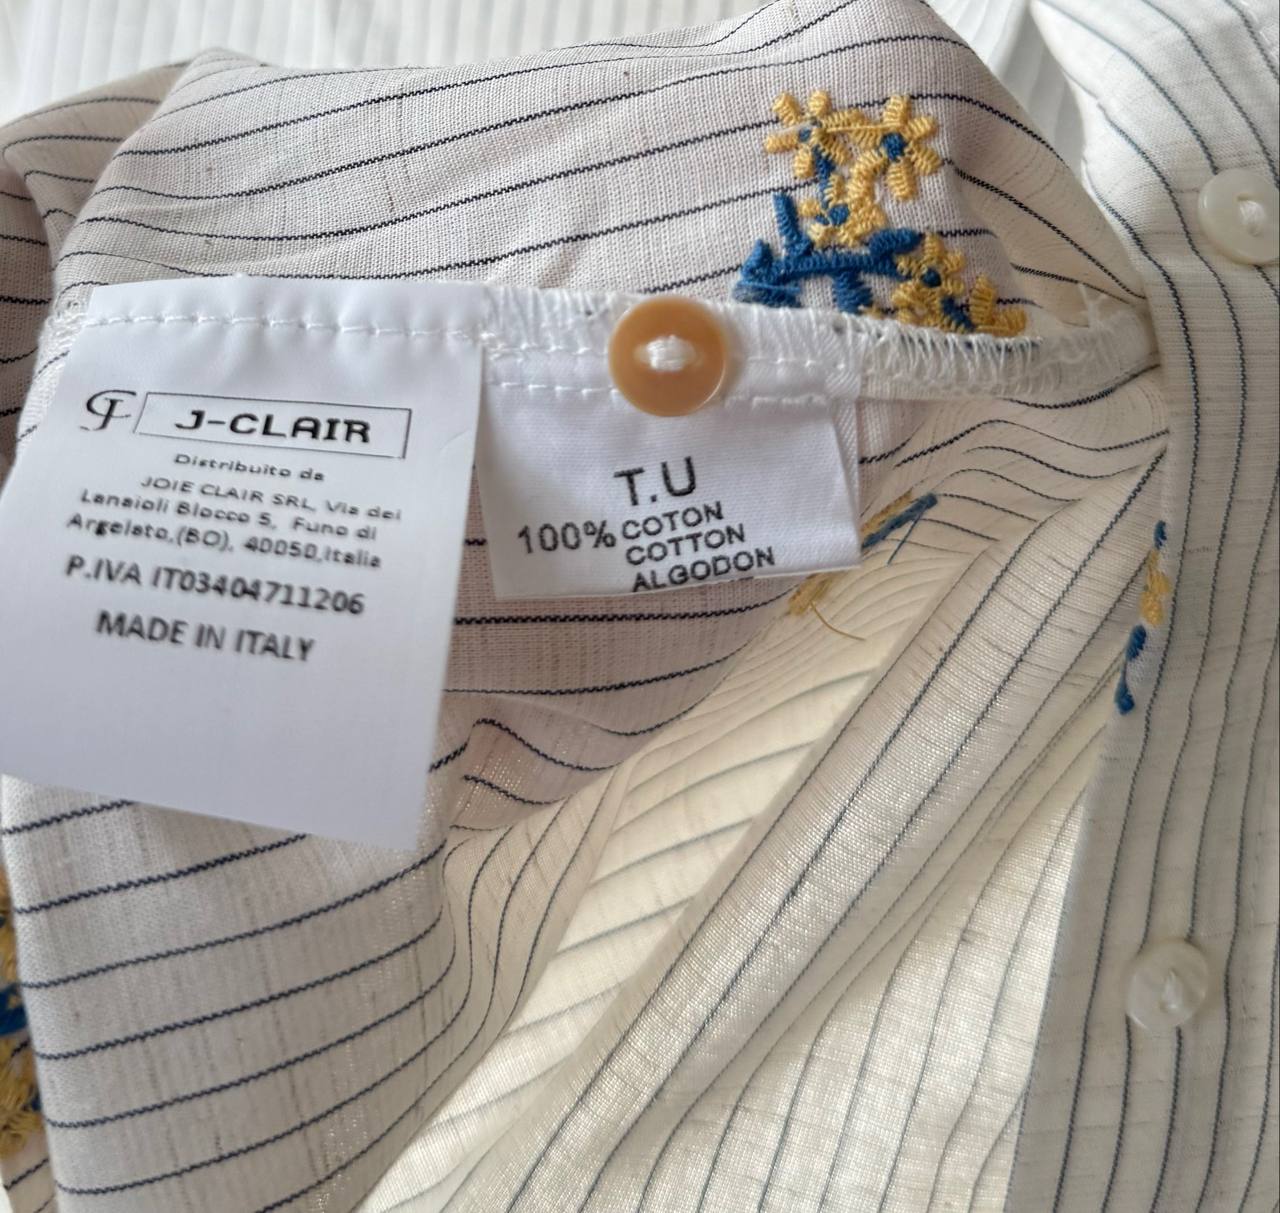 J-CLAIR
Distribuito da
JOIE CLAIR SRL, Via dei
Lanaioli Blocco 5, Funo di
Argelato,(BO), 40050,Italia
P.IVA IT03404711206
MADE IN ITALY
T.U
100% COTON
COTTON
ALGODON